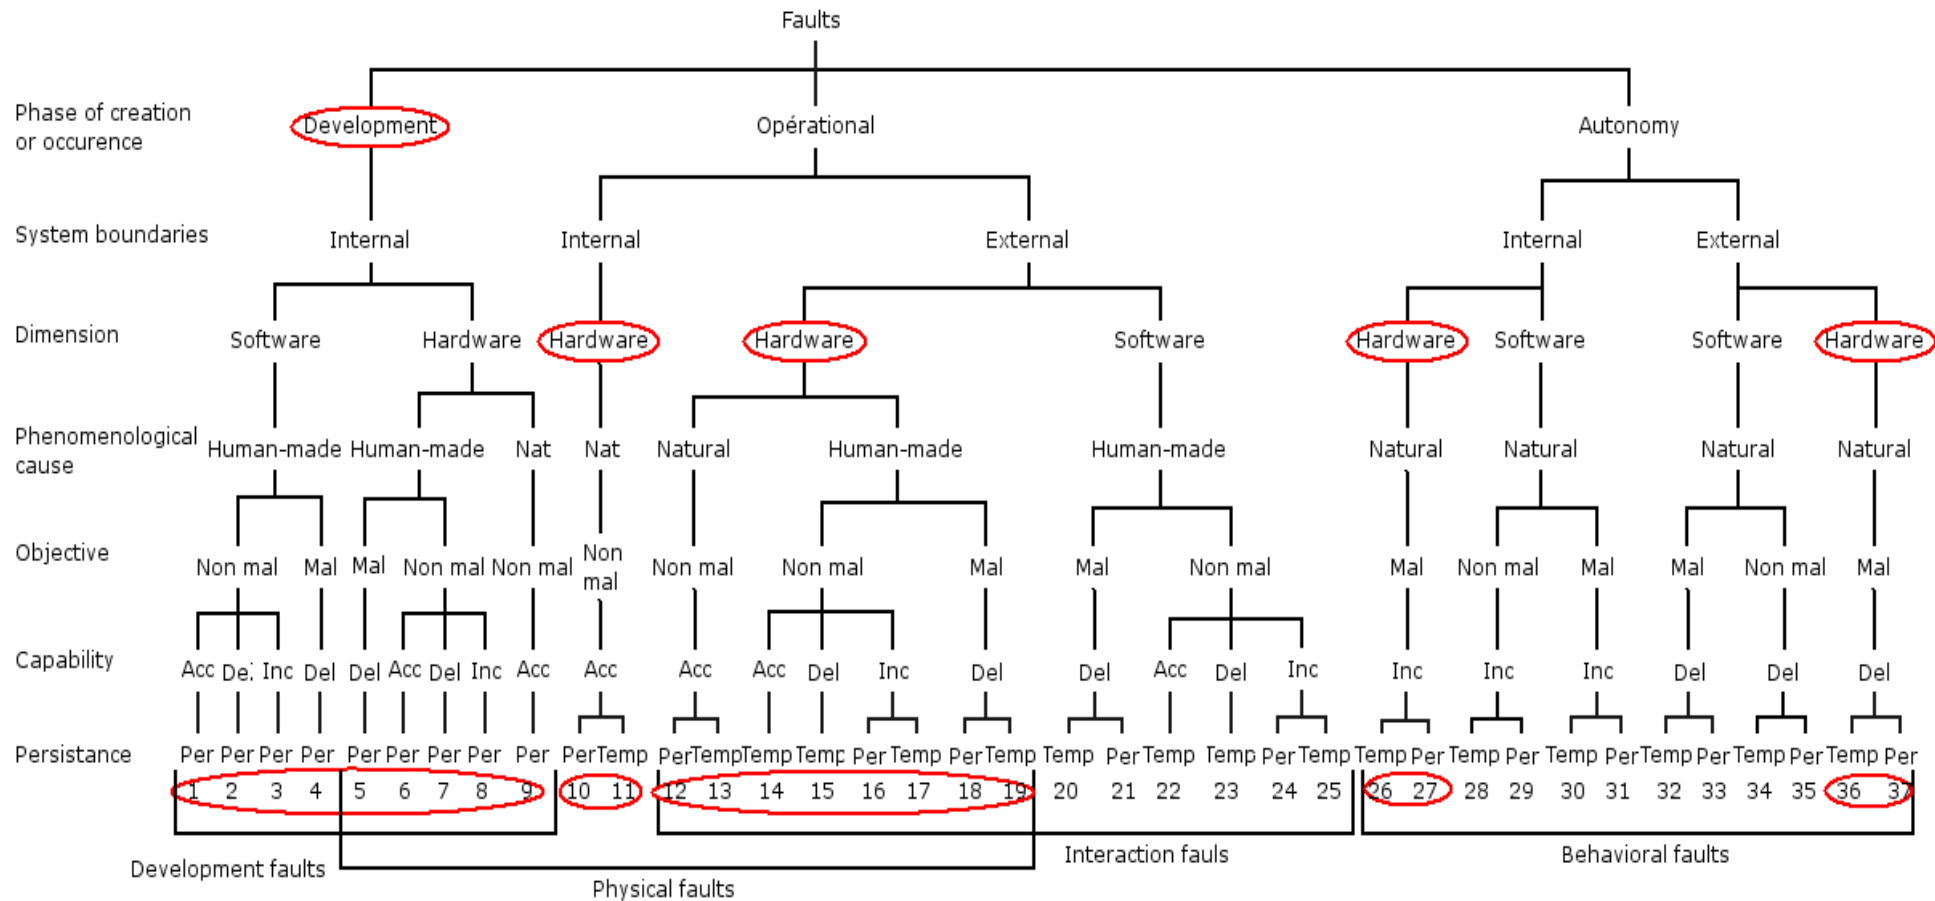 Faults
Phase of creation
or occurence
Development
Opérational
Autonomy
System boundaries
Internal
Internal
External
Internal
External
Dimension
Software
Hardware
Hardware
Hardware
Software
Hardware
Software
Software
Hardware
Phenomenological
cause
Human-made
Human-made
Nat
Nat
Natural
Human-made
Human-made
Natural
Natural
Natural
Natural
Objective
Non mal
Mal
Mal
Non mal
Non mal
Non
mal
Non mal
Non mal
Mal
Mal
Non mal
Mal
Non mal
Mal
Mal
Non mal
Mal
Capability
Acc
Inc
Del
Del
Acc
Del
Inc
Acc
Acc
Acc
Acc
Del
Inc
Del
Del
Acc
Del
Inc
Inc
Inc
Inc
Del
Del
Del
Persistance
Per Per Per Per Per Per Per Per Per Per Temp Per Temp Temp Temp Per Temp Per Temp Temp Per Temp Temp Per Temp Temp Per Temp Per Temp Per Temp Per Temp Per Temp Per
1 2 3 4 5 6 7 8 9 10 11 12 13 14 15 16 17 18 19 20 21 22 23 24 25 26 27 28 29 30 31 32 33 34 35 36 37
Development faults
Physical faults
Interaction fauls
Behavioral faults